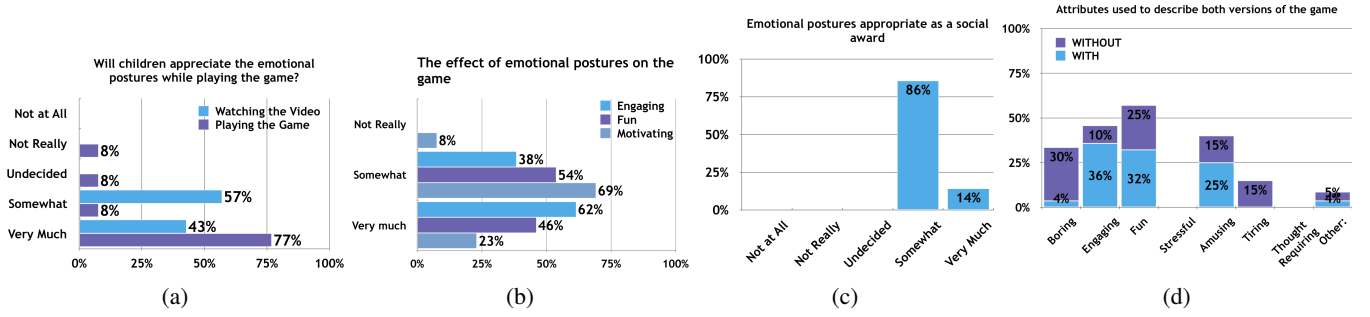 Will children appreciate the emotional
postures while playing the game?
Watching the Video
Playing the Game
Not at All
Not Really
8%
Undecided
8%
Somewhat
57%
8%
Very Much
43%
77%
0%
25%
50%
75%
100%
(a)
The effect of emotional postures on the
game
Engaging
Fun
Motivating
Not Really
8%
Somewhat
38%
54%
69%
Very much
62%
46%
23%
0%
25%
50%
75%
100%
(b)
Emotional postures appropriate as a social
award
100%
75%
50%
25%
0%
86%
14%
Not at All
Not Really
Undecided
Somewhat
Very Much
(c)
Attributes used to describe both versions of the game
WITHOUT
WITH
100%
75%
50%
25%
0%
30%
4%
10%
36%
25%
32%
15%
25%
15%
5%
4%
Boring
Engaging
Fun
Stressful
Amusing
Tiring
Thought
Requiring
Other:
(d)